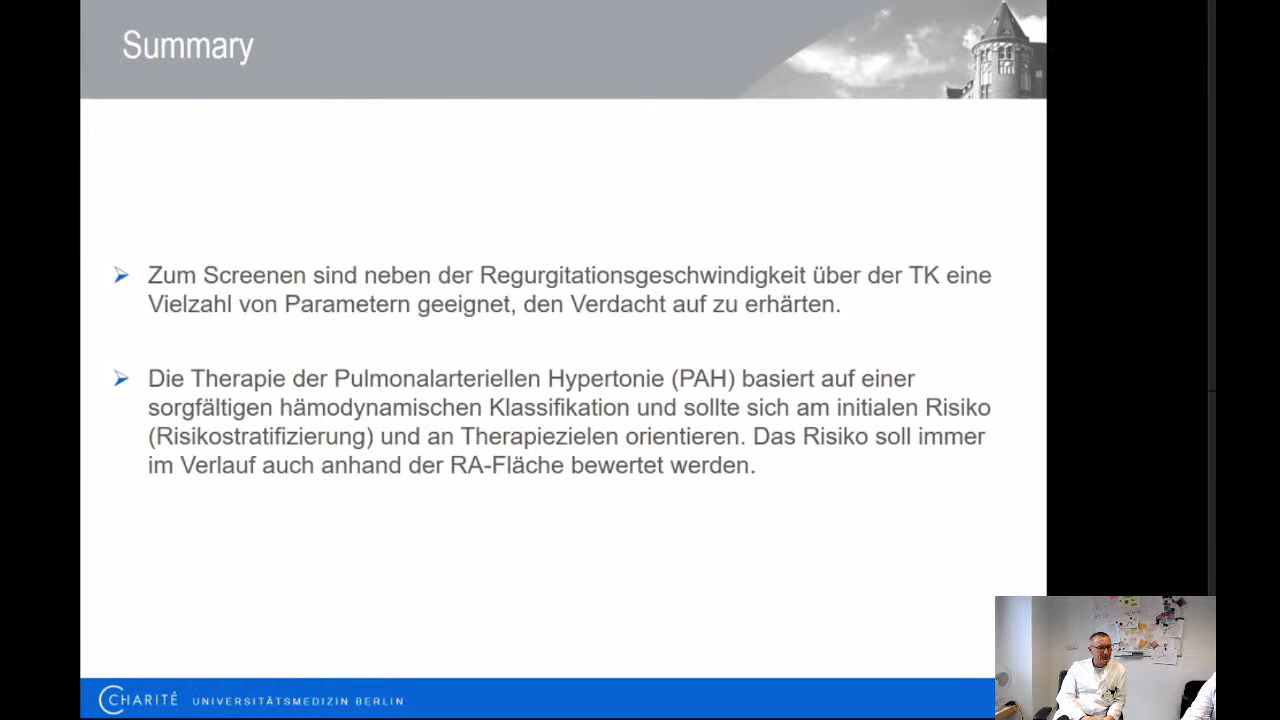 Summary
Zum Screenen sind neben der Regurgitationsgeschwindigkeit über der TK eine
Vielzahl von Parametern geeignet, den Verdacht auf zu erhärten.
Die Therapie der Pulmonalarteriellen Hypertonie (PAH) basiert auf einer
sorgfältigen hämodynamischen Klassifikation und sollte sich am initialen Risiko
(Risikostratifizierung) und an Therapiezielen orientieren. Das Risiko soll immer
im Verlauf auch anhand der RA-Fläche bewertet werden.
CHARITÉ UNIVERSITÄTSMEDIZIN BERLIN